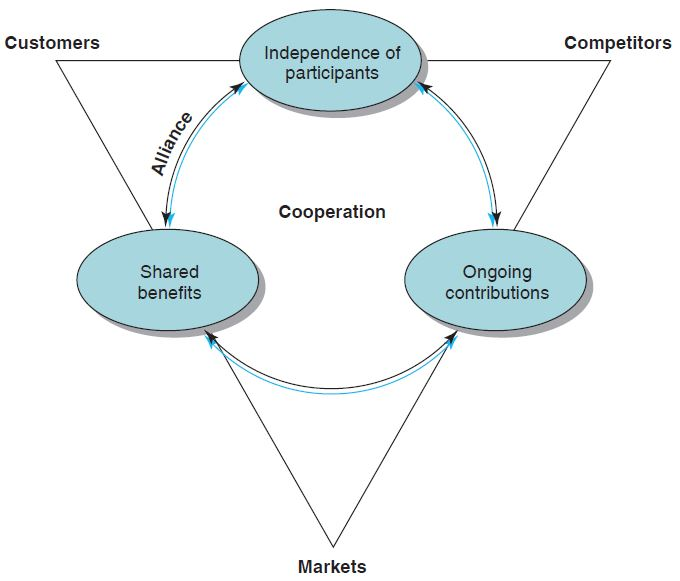 Customers
Independence of
participants
Competitors
Alliance
Cooperation
Shared
benefits
Ongoing
contributions
Markets